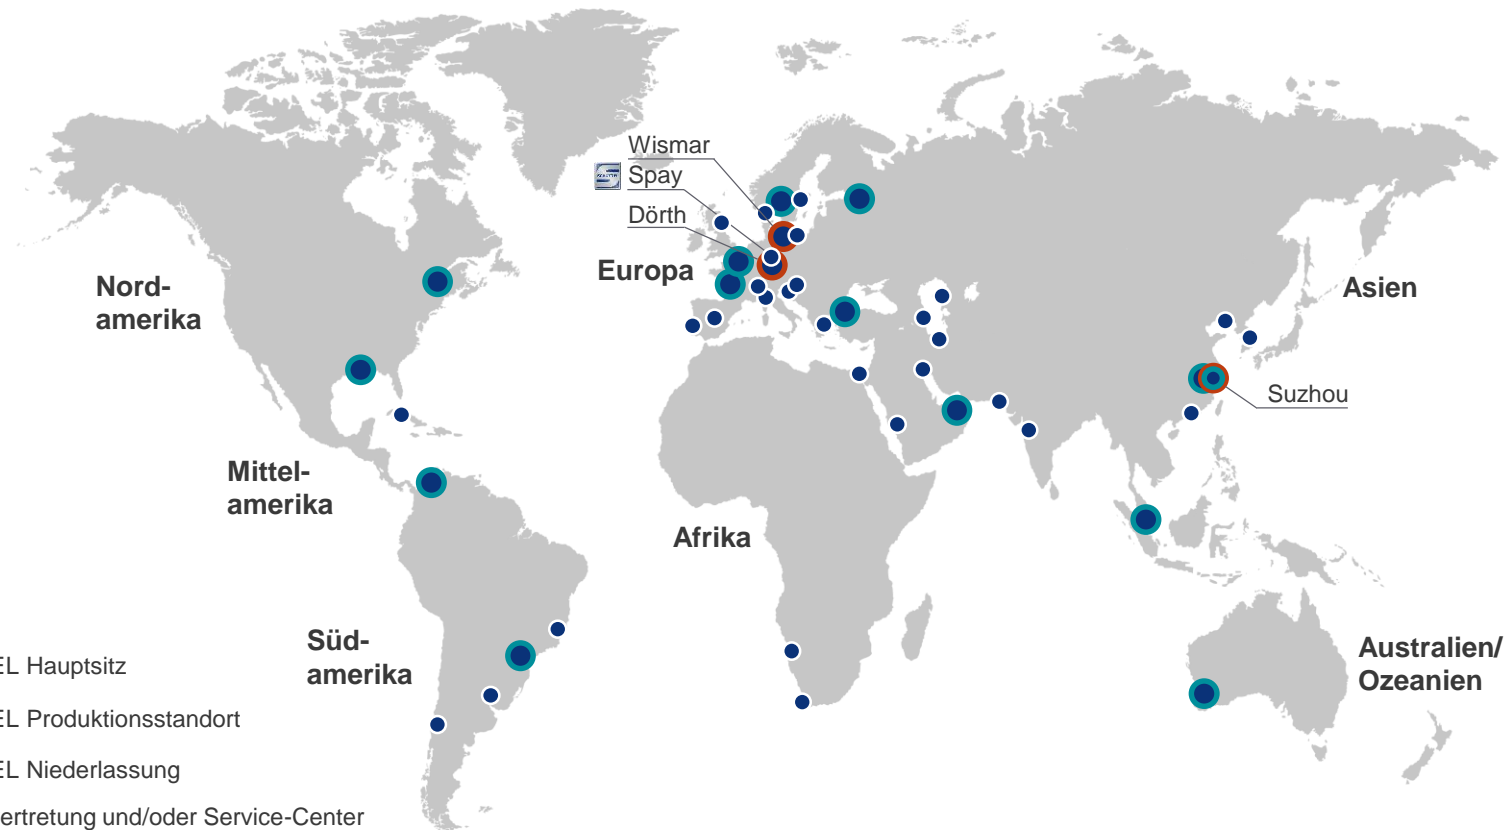 Wismar
Spay
Dörth
Europa
Nord-
amerika
Asien
Suzhou
Mittel-
amerika
Afrika
Süd-
amerika
Australien/
Ozeanien
EL Hauptsitz
EL Produktionsstandort
EL Niederlassung
ertretung und/oder Service-Center